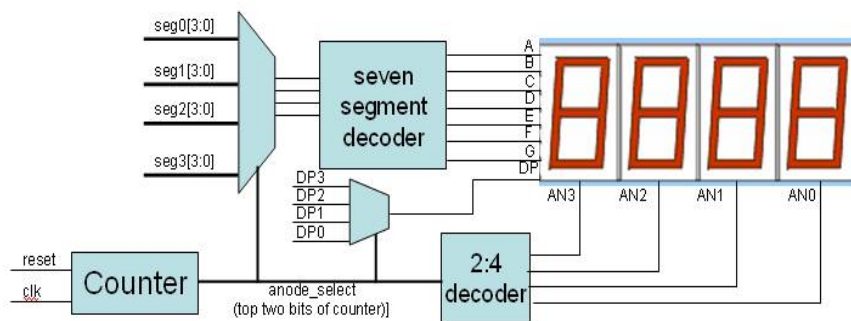 seg0[3:0]
seg1[3:0]
seg2[3:0]
seg3[3:0]
seven
segment
decoder
A
B
C
D
E
F
G
DP
DP3
DP2
DP1
DP0
AN3
AN2
AN1
AN0
reset
clk
Counter
anode_select
(top two bits of counter)]
2:4
decoder